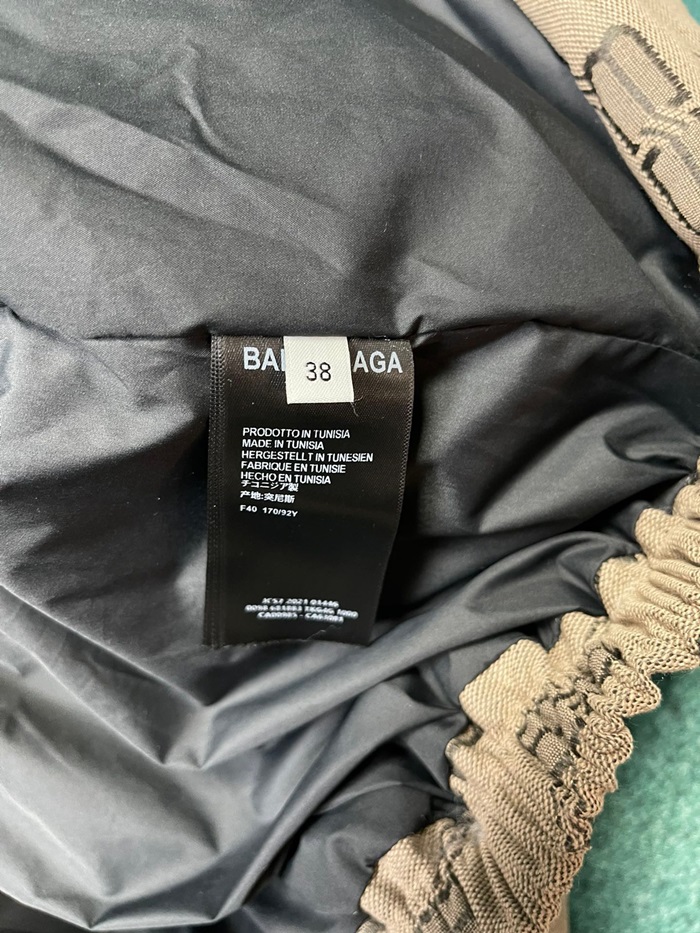 BAL AGA
38
PRODOTTO IN TUNISIA
MADE IN TUNISIA
HERGESTELLT IN TUNESIEN
FABRIQUE EN TUNISIE
HECHO EN TUNISIA
チュニジア製
产地:突尼斯
F40 170/92Y
2021